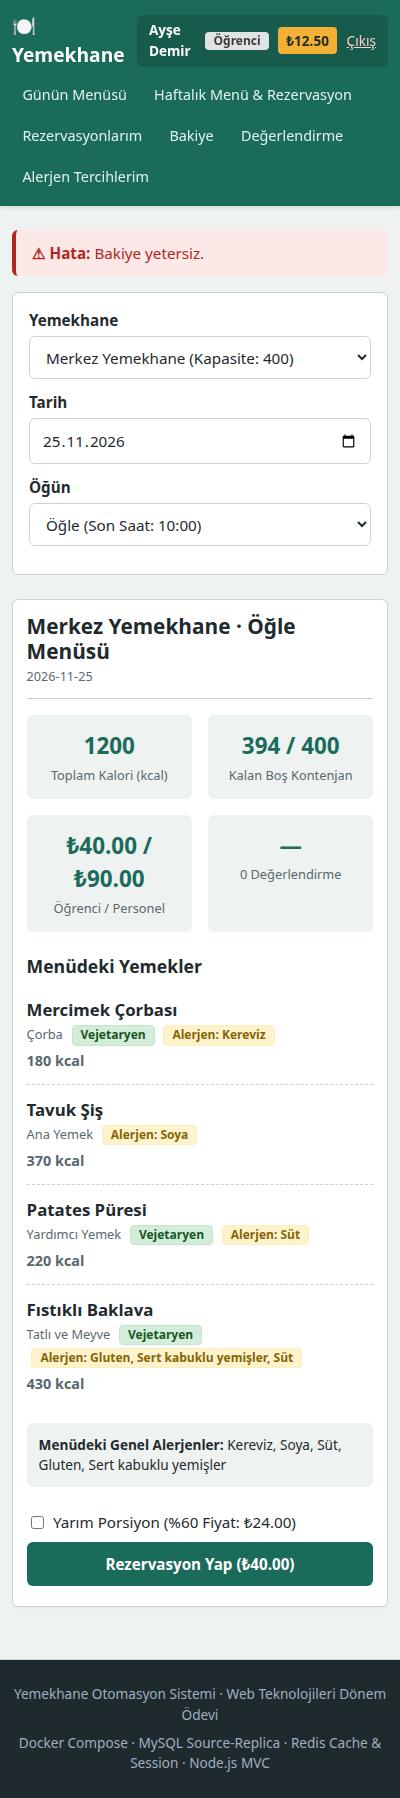 🍽️
Yemekhane
Ayşe
Demir
Öğrenci
₺12.50
Çıkış
Günün Menüsü
Haftalık Menü & Rezervasyon
Rezervasyonlarım
Bakiye
Değerlendirme
Alerjen Tercihlerim
⚠ Hata: Bakiye yetersiz.
Yemekhane
Merkez Yemekhane (Kapasite: 400)
Tarih
25.11.2026
Öğün
Öğle (Son Saat: 10:00)
Merkez Yemekhane · Öğle
Menüsü
2026-11-25
1200
Toplam Kalori (kcal)
394 / 400
Kalan Boş Kontenjan
₺40.00 /
₺90.00
Öğrenci / Personel
—
0 Değerlendirme
Menüdeki Yemekler
Mercimek Çorbası
Çorba Vejetaryen Alerjen: Kereviz
180 kcal
Tavuk Şiş
Ana Yemek Alerjen: Soya
370 kcal
Patates Püresi
Yardımcı Yemek Vejetaryen Alerjen: Süt
220 kcal
Fıstıklı Baklava
Tatlı ve Meyve Vejetaryen
Alerjen: Gluten, Sert kabuklu yemişler, Süt
430 kcal
Menüdeki Genel Alerjenler: Kereviz, Soya, Süt,
Gluten, Sert kabuklu yemişler
Yarım Porsiyon (%60 Fiyat: ₺24.00)
Rezervasyon Yap (₺40.00)
Yemekhane Otomasyon Sistemi · Web Teknolojileri Dönem
Ödevi
Docker Compose · MySQL Source-Replica · Redis Cache &
Session · Node.js MVC